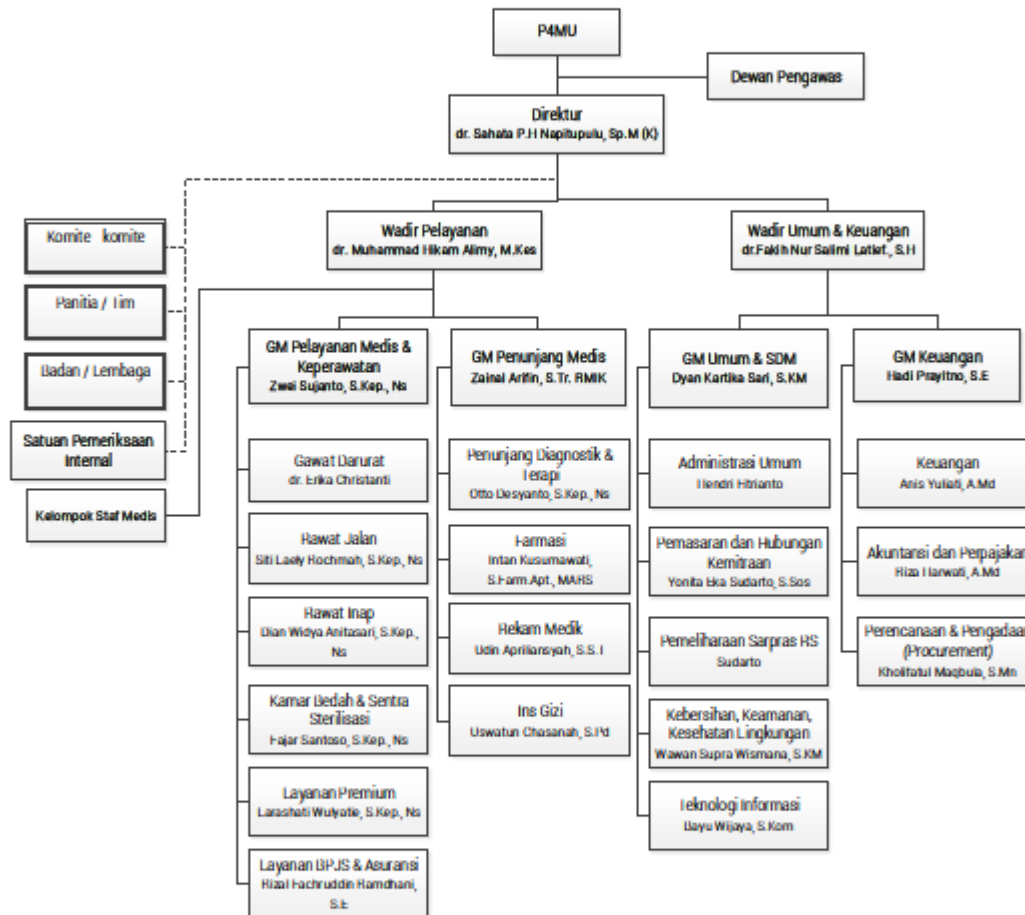 P4MU
Dewan Pengawas
Direktur
dr. Sahata P.H Napitupulu, Sp.M (K)
Wadir Pelayanan
dr. Muhammad Hikam Alimy, M.Kes
Wadir Umum & Keuangan
dr.Fakih Nur Salimi Latief., S.H
Komite komite
Panitia / Tim
Badan / Lembaga
Satuan Pemeriksaan
Internal
Kelompok Staf Medis
GM Pelayanan Medis &
Keperawatan
Zwei Sujanto, S.Kep, Ns
GM Penunjang Medis
Zainal Arifin, S.Tr. RMIK
GM Umum & SDM
Dyan Kartika Sari, S.KM
GM Keuangan
Hadi Prayitno, S.E
Gawat Darurat
dr. Erika Christanti
Rawat Jalan
Siti Laely Rochmah, S.Kep, Ns
Rawat Inap
Dian Widya Anitasari, S.Kep.,
Ns
Kamar Bedah & Sentra
Sterilisasi
Fajar Santoso, S.Kep., Ns
Layanan Premium
Larashati Wulyatie, S.Kep., Ns
Layanan BPJS & Asuransi
Rizal Fachruddin Ramdhani,
S.E
Penunjang Diagnostik &
Terapi
Otto Desyanto, S.Kep., Ns
Farmasi
Intan Kusumawati,
S.Farm.Apt., MARS
Rekam Medik
Udin Apriliansyah, S.S.I
Ins Gizi
Uswatun Chasanah, S.Pd
Administrasi Umum
Hendri Fitrianto
Pemasaran dan Hubungan
Kemitraan
Yonita Eka Sudarto, S.Sos
Pemeliharaan Sarpras RS
Sudarto
Kebersihan, Keamanan,
Kesehatan Lingkungan
Wawan Supra Wismana, S.KM
Teknologi Informasi
Bayu Wijaya, S.Kom
Keuangan
Anis Yuliati, A.Md
Akuntansi dan Perpajakan
Riza Harwati, A.Md
Perencanaan & Pengadaan
(Procurement)
Kholifatul Maqbula, S.Mn